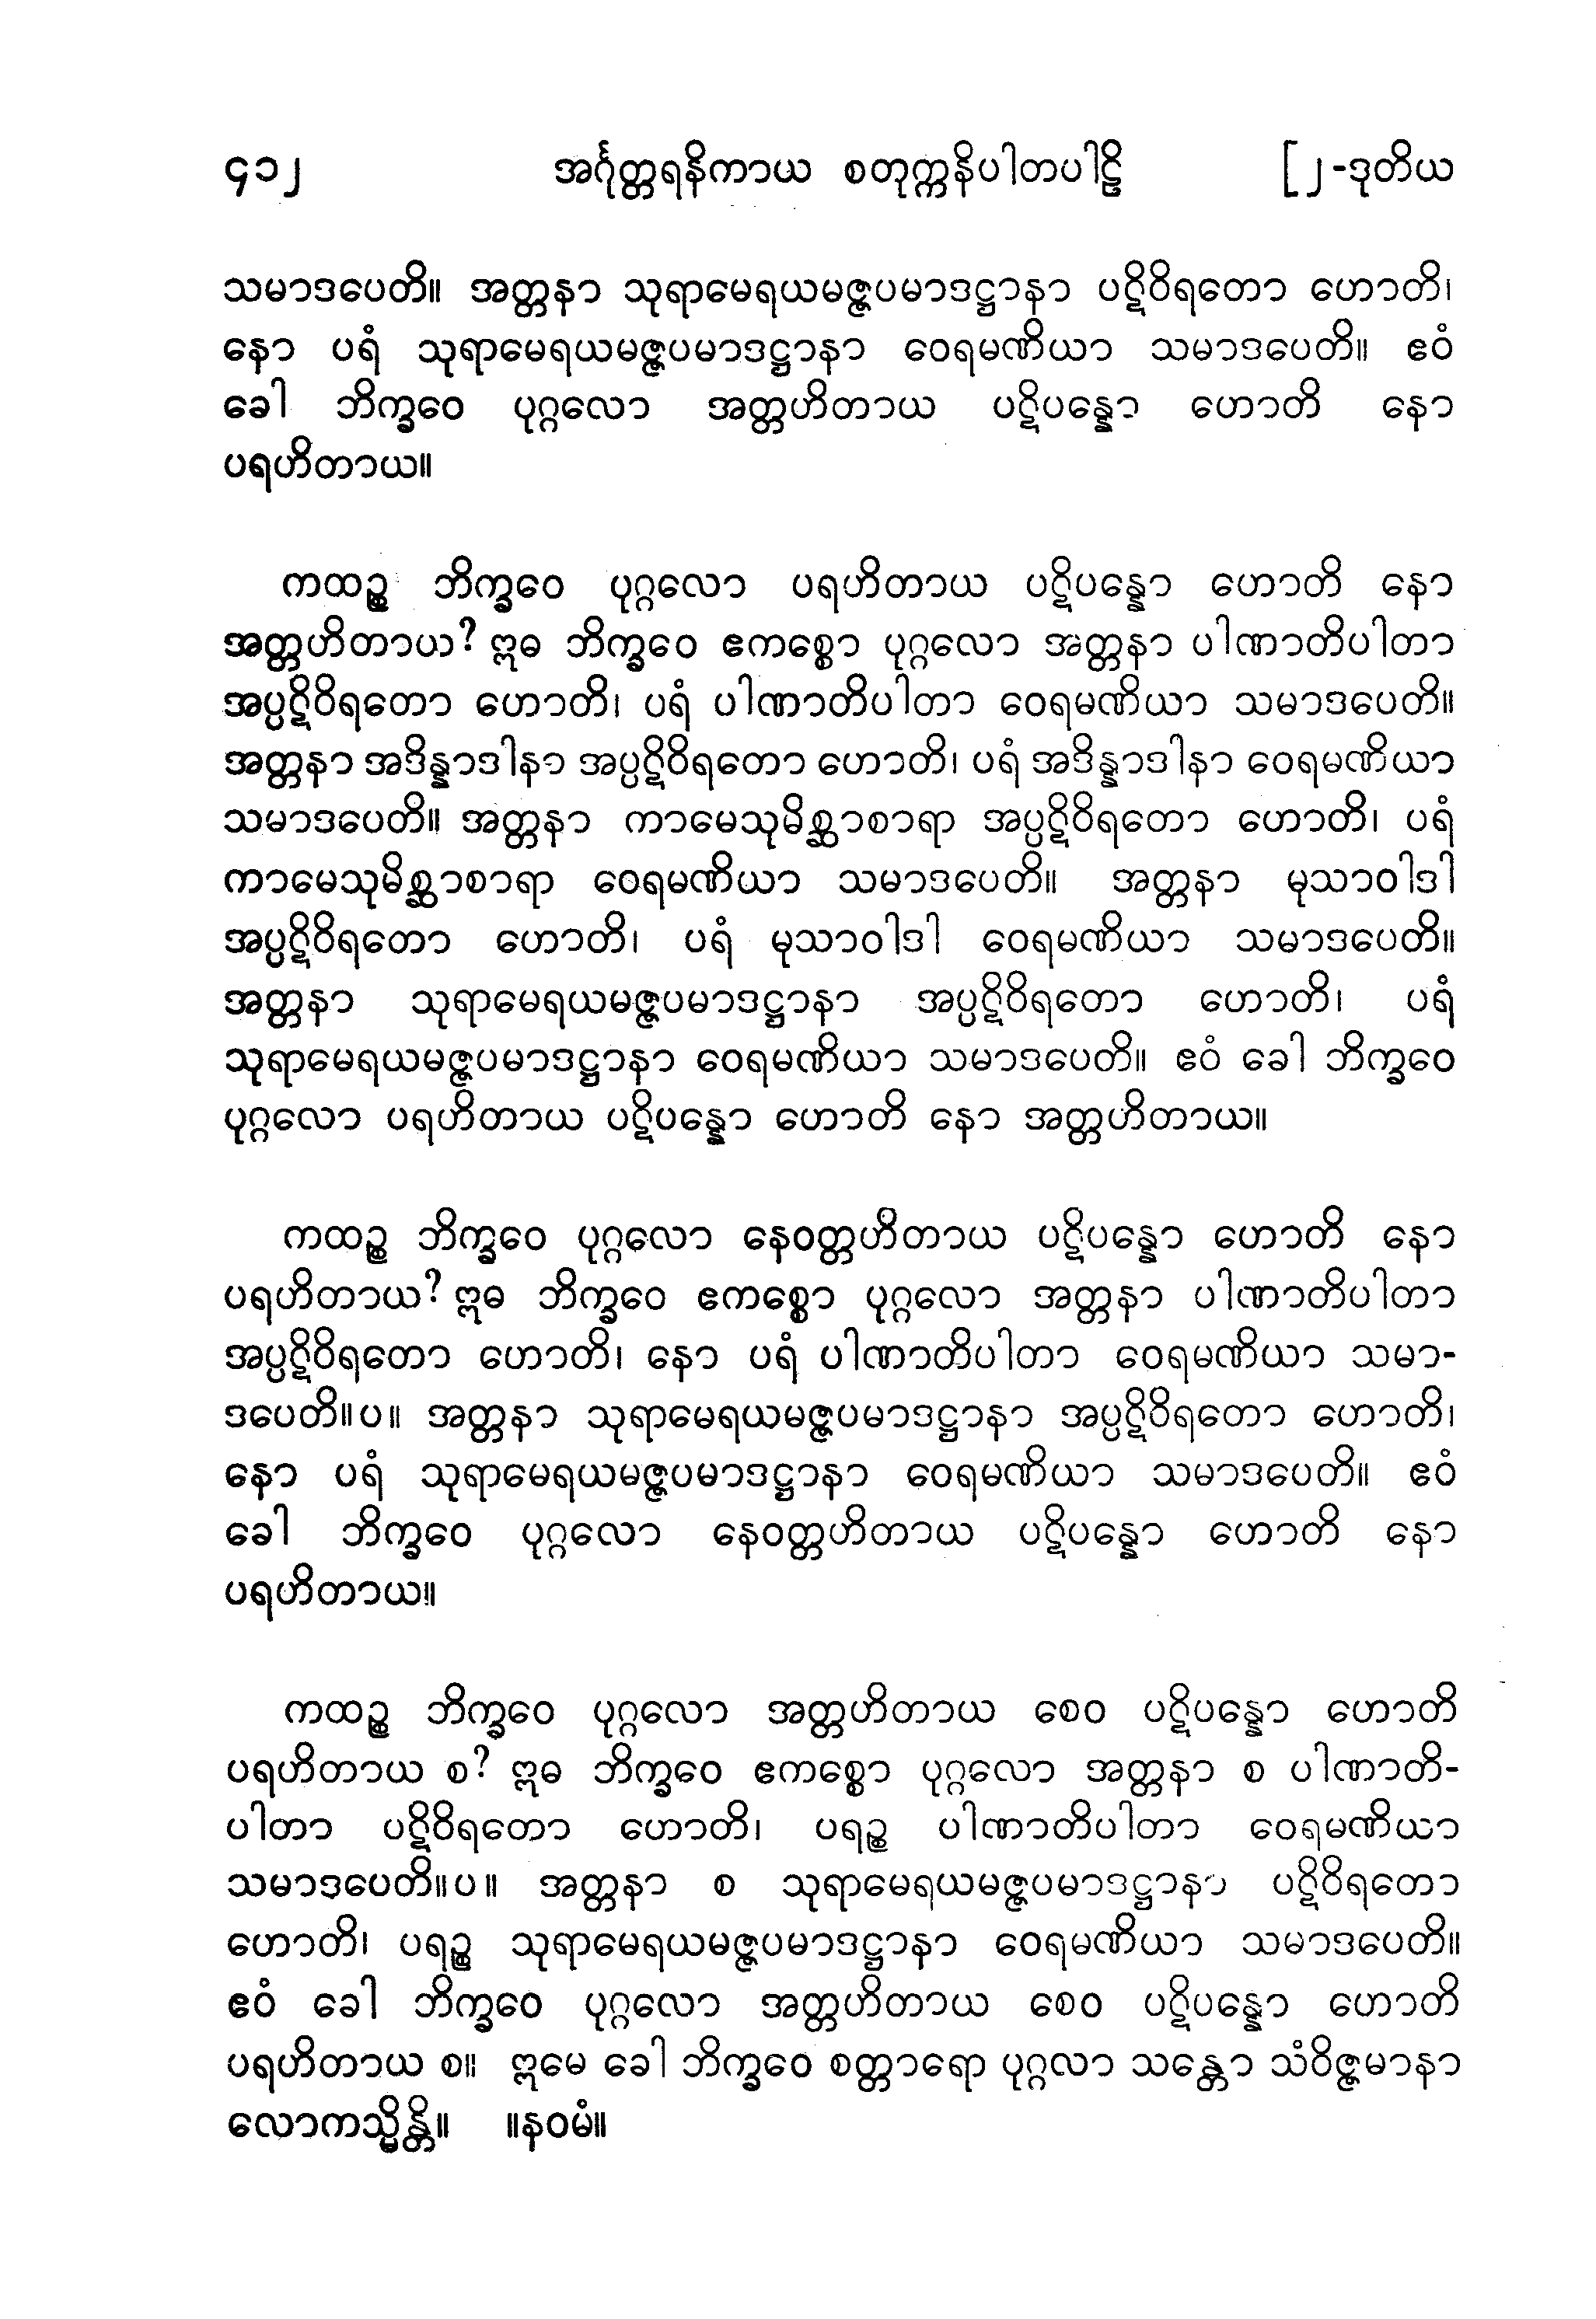 ၄၁၂ အင်္ဂုတ္တရနိကာယ စတုက္ကနိပါတပါဠိ [၂-ဒုတိယ
သမာဒပေတိ။ အတ္တနာ သုရာမေရယမဇ္ဇပမာဒဋ္ဌာနာ ပဋိဝိရတော ဟောတိ၊
နော ပရံ သုရာမေရယမဇ္ဇပမာဒဋ္ဌာနာ ဝေရမဏိယာ သမာဒပေတိ။ ဧဝံ
ခေါ ဘိက္ခဝေ ပုဂ္ဂလော အတ္တဟိတာယ ပဋိပန္နော ဟောတိ နော
ပရဟိတာယ။
ကထဉ္စ ဘိက္ခဝေ ပုဂ္ဂလော ပရဟိတာယ ပဋိပန္နော ဟောတိ နော
အတ္တဟိတာယ? ဣဓ ဘိက္ခဝေ ဧကစ္စော ပုဂ္ဂလော အတ္တနာ ပါဏာတိပါတာ
အပ္ပဋိဝိရတော ဟောတိ၊ ပရံ ပါဏာတိပါတာ ဝေရမဏိယာ သမာဒပေတိ။
အတ္တနာ အဒိန္နာဒါနာ အပ္ပဋိဝိရတော ဟောတိ၊ ပရံ အဒိန္နာဒါနာ ဝေရမဏိယာ
သမာဒပေတိ။ အတ္တနာ ကာမေသုမိစ္ဆာစာရာ အပ္ပဋိဝိရတော ဟောတိ၊ ပရံ
ကာမေသုမိစ္ဆာစာရာ ဝေရမဏိယာ သမာဒပေတိ။ အတ္တနာ မုသာဝါဒါ
အပ္ပဋိဝိရတော ဟောတိ၊ ပရံ မုသာဝါဒါ ဝေရမဏိယာ သမာဒပေတိ။
အတ္တနာ သုရာမေရယမဇ္ဇပမာဒဋ္ဌာနာ အပ္ပဋိဝိရတော ဟောတိ၊ ပရံ
သုရာမေရယမဇ္ဇပမာဒဋ္ဌာနာ ဝေရမဏိယာ သမာဒပေတိ။ ဧဝံ ခေါ ဘိက္ခဝေ
ပုဂ္ဂလော ပရဟိတာယ ပဋိပန္နော ဟောတိ နော အတ္တဟိတာယ။
ကထဉ္စ ဘိက္ခဝေ ပုဂ္ဂလော နေဝတ္တဟိတာယ ပဋိပန္နော ဟောတိ နော
ပရဟိတာယ? ဣဓ ဘိက္ခဝေ ဧကစ္စော ပုဂ္ဂလော အတ္တနာ ပါဏာတိပါတာ
အပ္ပဋိဝိရတော ဟောတိ၊ နော ပရံ ပါဏာတိပါတာ ဝေရမဏိယာ သမာ-
ဒပေတိ။ပ။ အတ္တနာ သုရာမေရယမဇ္ဇပမာဒဋ္ဌာနာ အပ္ပဋိဝိရတော ဟောတိ၊
နော ပရံ သုရာမေရယမဇ္ဇပမာဒဋ္ဌာနာ ဝေရမဏိယာ သမာဒပေတိ။ ဧဝံ
ခေါ ဘိက္ခဝေ ပုဂ္ဂလော နေဝတ္တဟိတာယ ပဋိပန္နော ဟောတိ နော
ပရဟိတာယ။
ကထဉ္စ ဘိက္ခဝေ ပုဂ္ဂလော အတ္တဟိတာယ စေဝ ပဋိပန္နော ဟောတိ
ပရဟိတာယ စ? ဣဓ ဘိက္ခဝေ ဧကစ္စော ပုဂ္ဂလော အတ္တနာ စ ပါဏာတိ-
ပါတာ ပဋိဝိရတော ဟောတိ၊ ပရဉ္စ ပါဏာတိပါတာ ဝေရမဏိယာ
သမာဒပေတိ။ပ။ အတ္တနာ စ သုရာမေရယမဇ္ဇပမာဒဋ္ဌာနာ ပဋိဝိရတော
ဟောတိ၊ ပရဉ္စ သုရာမေရယမဇ္ဇပမာဒဋ္ဌာနာ ဝေရမဏိယာ သမာဒပေတိ။
ဧဝံ ခေါ ဘိက္ခဝေ ပုဂ္ဂလော အတ္တဟိတာယ စေဝ ပဋိပန္နော ဟောတိ
ပရဟိတာယ စ။ ဣမေ ခေါ ဘိက္ခဝေ စတ္တာရော ပုဂ္ဂလာ သန္တော သံဝိဇ္ဇမာနာ
လောကသ္မိန္တိ။ ။နဝမံ။